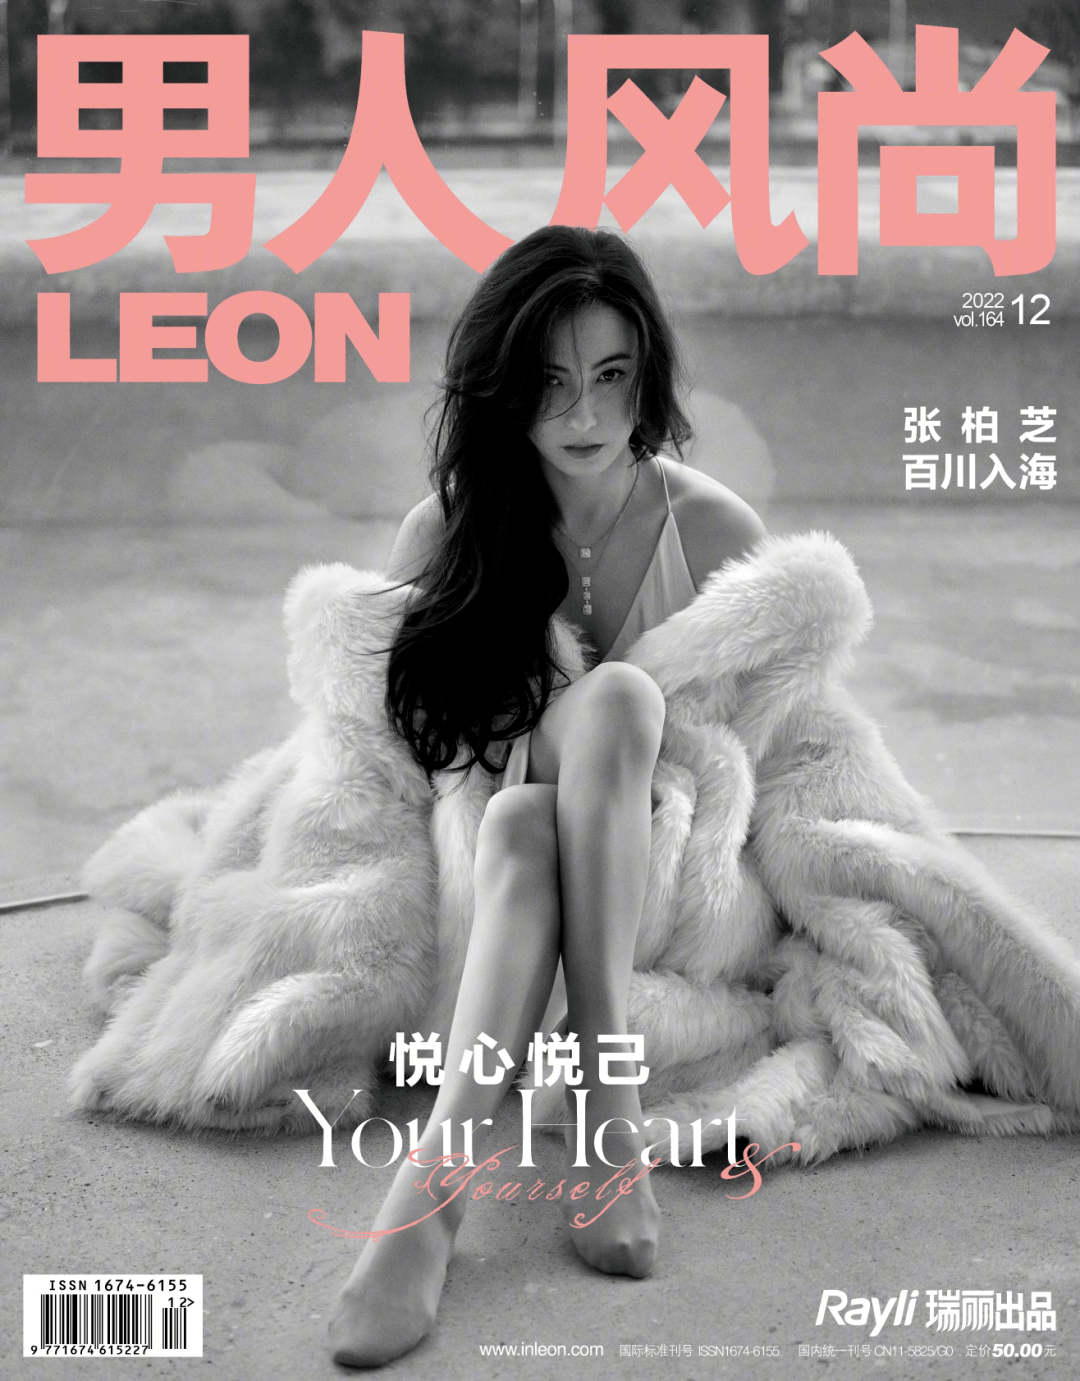 男人风尚
LEON
2022
vol.164
12
张柏芝
百川入海
悦心悦己
Your Heart
&
Yourself
ISSN 1674-6155
12>
9 771674 615227
Rayli 瑞丽出品
www.inleon.com 国际标准刊号 ISSN1674-6155 国内统一刊号 CN11-5825/G0 定价50.00元